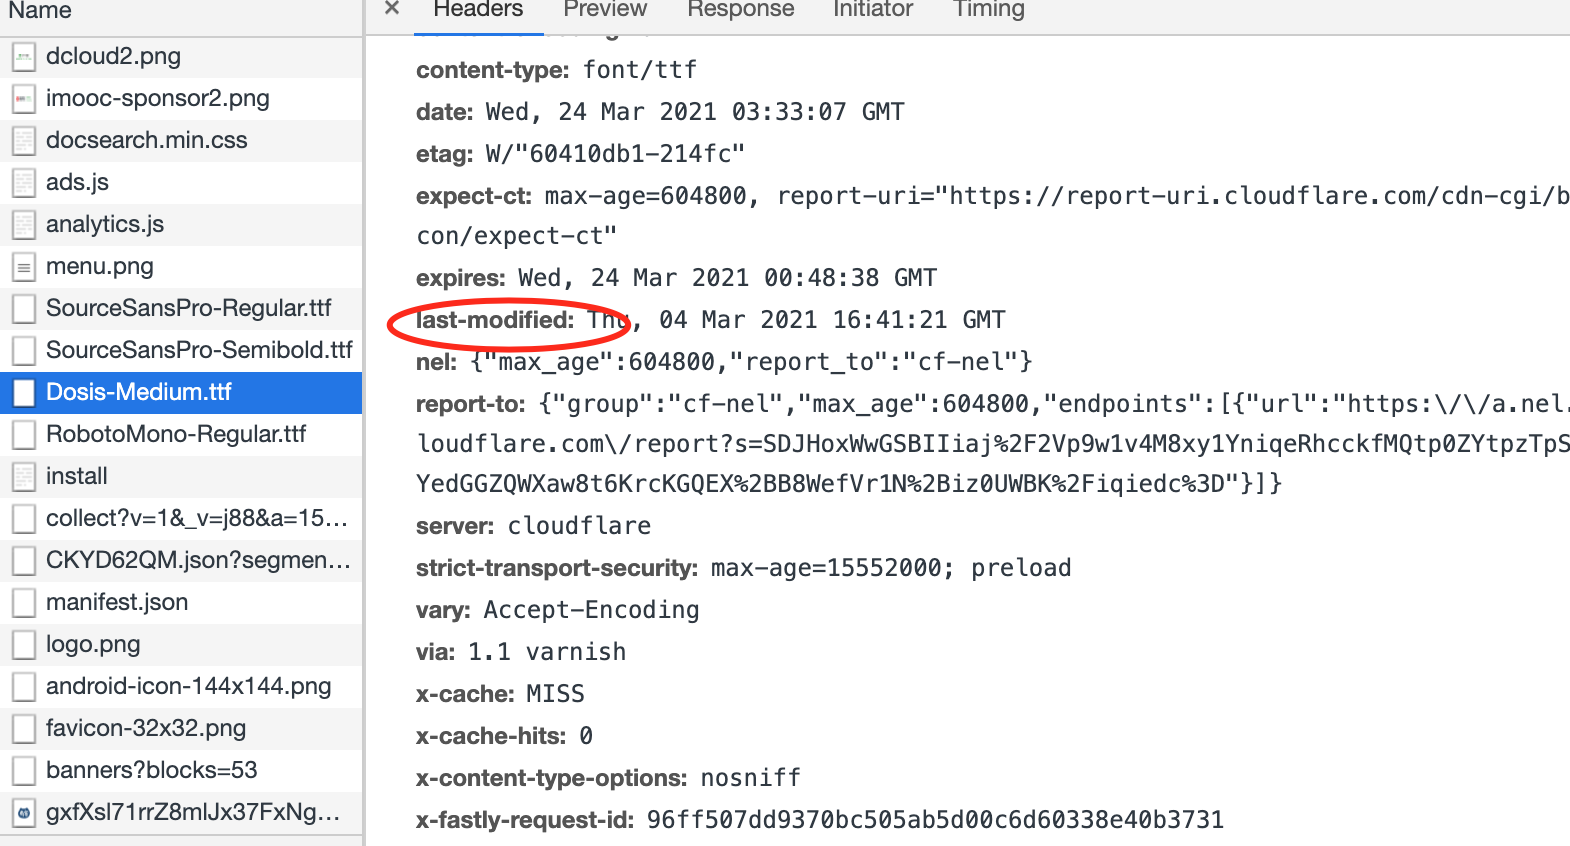 Name
dcloud2.png
imooc-sponsor2.png
docsearch.min.css
ads.js
analytics.js
menu.png
SourceSansPro-Regular.ttf
SourceSansPro-Semibold.ttf
Dosis-Medium.ttf
RobotoMono-Regular.ttf
install
collect?v=1&_v=j88&a=15...
CKYD62QM.json?segmen...
manifest.json
logo.png
android-icon-144x144.png
favicon-32x32.png
banners?blocks=53
gxfXsl71rrZ8mlJx37FxNg...
× Headers Preview Response Initiator Timing
content-type: font/ttf
date: Wed, 24 Mar 2021 03:33:07 GMT
etag: W/"60410db1-214fc"
expect-ct: max-age=604800, report-uri="https://report-uri.cloudflare.com/cdn-cgi/b
con/expect-ct"
expires: Wed, 24 Mar 2021 00:48:38 GMT
last-modified: Thu, 04 Mar 2021 16:41:21 GMT
nel: {"max_age":604800,"report_to":"cf-nel"}
report-to: {"group":"cf-nel","max_age":604800,"endpoints":[{"url":"https:\/\/a.nel.
loudflare.com\/report?s=SDJHoxWwGSBIIiaj%2F2Vp9w1v4M8xy1YniqeRhcckfMQtp0ZYtpzTpS
YedGGZQWXaw8t6KrcKGQEX%2BB8WefVr1N%2Biz0UWBK%2Fiqiedc%3D"}]}
server: cloudflare
strict-transport-security: max-age=15552000; preload
vary: Accept-Encoding
via: 1.1 varnish
x-cache: MISS
x-cache-hits: 0
x-content-type-options: nosniff
x-fastly-request-id: 96ff507dd9370bc505ab5d00c6d60338e40b3731